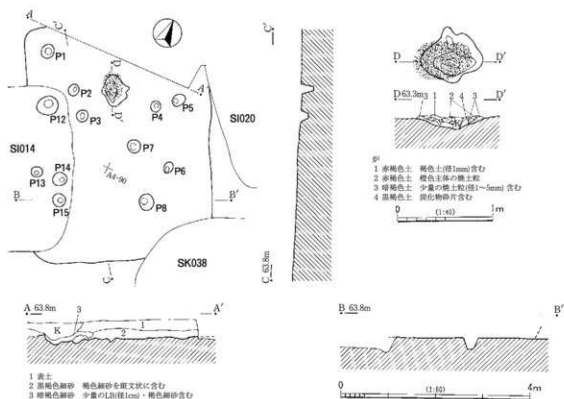 A
C'
P1
D
P2
P3
D'
P4
P5
A'
SI020
P12
SI014
P7
P14
P13
P6
A4-90
B
P15
P8
B'
SK038
C
C'
C 63.8m
D
D'
D 63.3m
3
1
2
4
3
D'
炉
1 赤褐色土 褐色土(径1mm)含む
2 赤褐色土 橙色主体の焼土粒
3 暗褐色土 少量の焼土粒(径1~5mm)含む
4 黒褐色土 炭化物砕片含む
0
(1:40)
1m
A 63.8m
3
A'
K
1
2
1 表土
2 黒褐色細砂 褐色細砂を斑文状に含む
3 暗褐色細砂 少量のLB(径1cm)・褐色細砂含む
B 63.8m
B'
0
(1:80)
4m